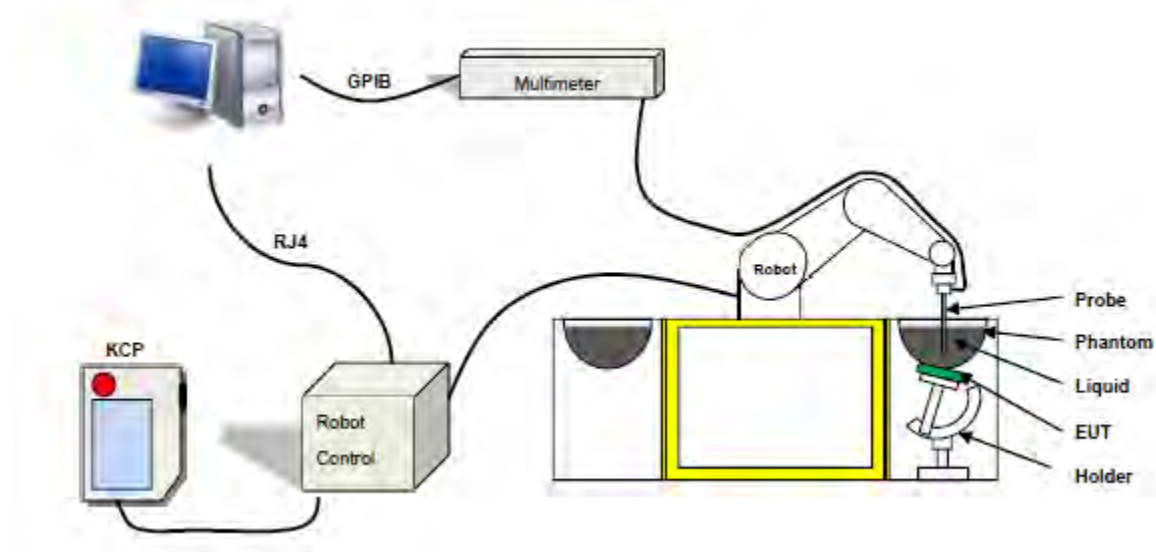 GPIB
Multimeter
RJ4
Robot
Probe
Phantom
KCP
Liquid
Robot
Control
EUT
Holder